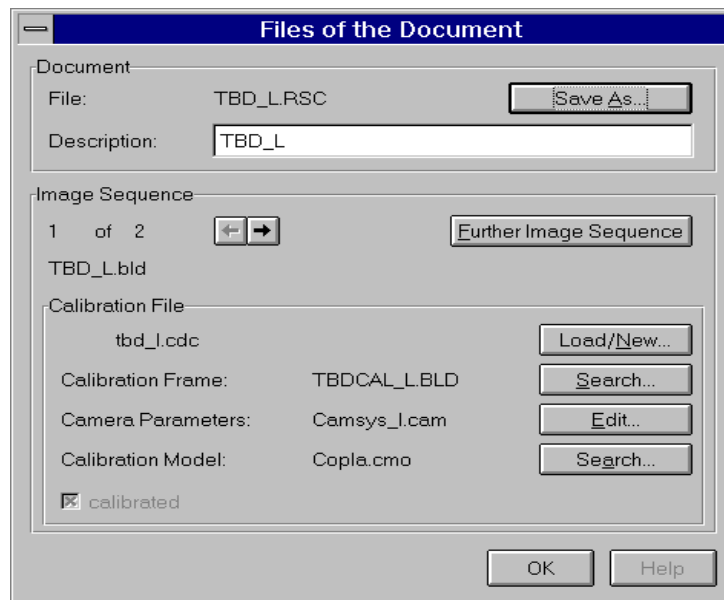 Files of the Document
Document
File: TBD_L.RSC Save As...
Description: TBD_L
Image Sequence
1 of 2 Further Image Sequence
TBD_L.bld
Calibration File
tbd_l.cdc Load/New...
Calibration Frame: TBDCAL_L.BLD Search...
Camera Parameters: Camsys_l.cam Edit...
Calibration Model: Copla.cmo Search...
calibrated
OK Help